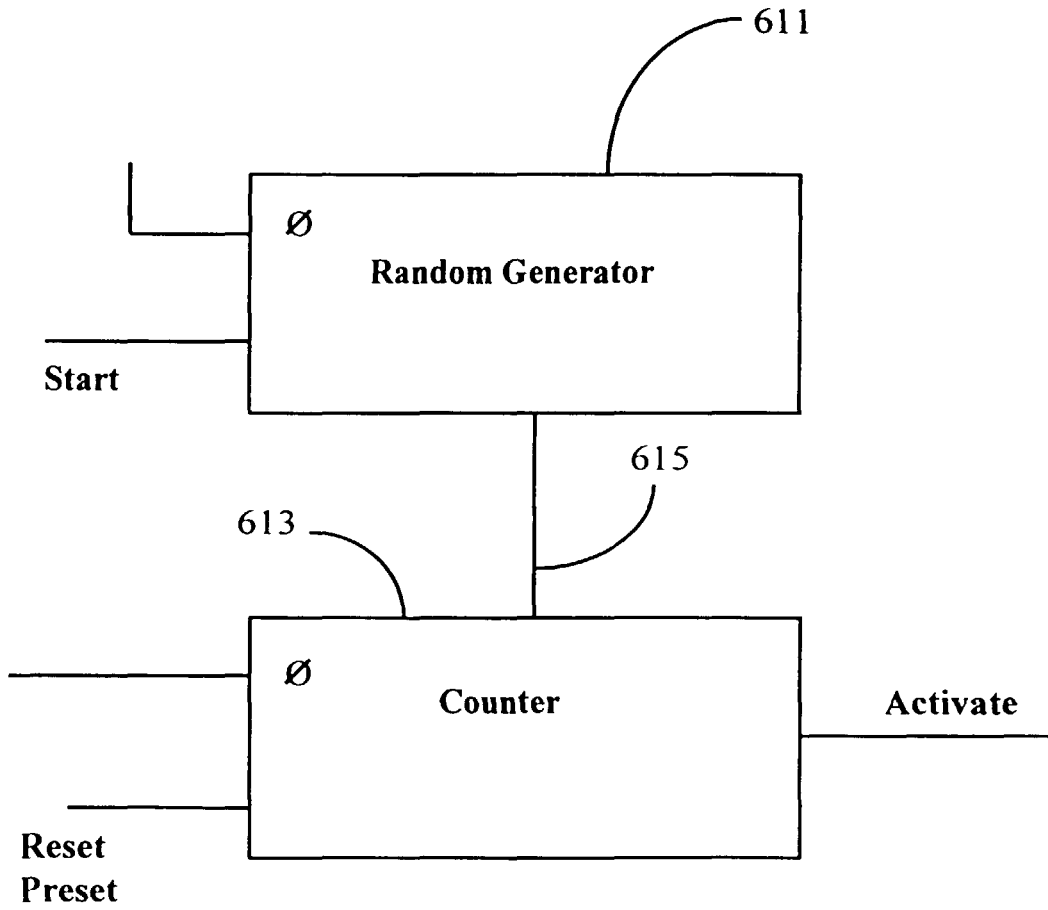 611
Ø
Random Generator
Start
615
613
Ø
Counter
Activate
Reset
Preset